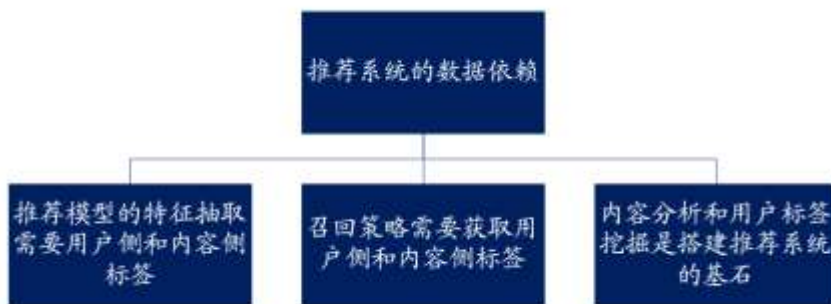 推荐系统的数据依赖
推荐模型的特征抽取
需要用户侧和内容侧
标签
召回策略需要获取用
户侧和内容侧标签
内容分析和用户标签
挖掘是搭建推荐系统
的基石